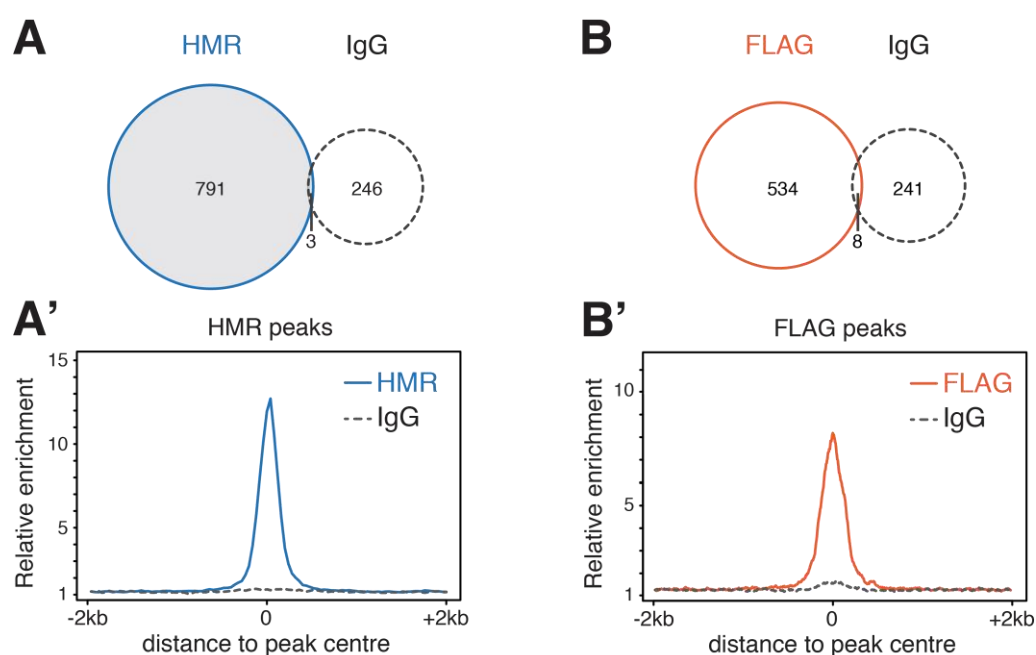 A
HMR
IgG
791
246
3
B
FLAG
IgG
534
241
8
A'
HMR peaks
Relative enrichment
15
10
5
1
HMR
IgG
-2kb
0
+2kb
distance to peak centre
B'
FLAG peaks
Relative enrichment
10
5
1
FLAG
IgG
-2kb
0
+2kb
distance to peak centre